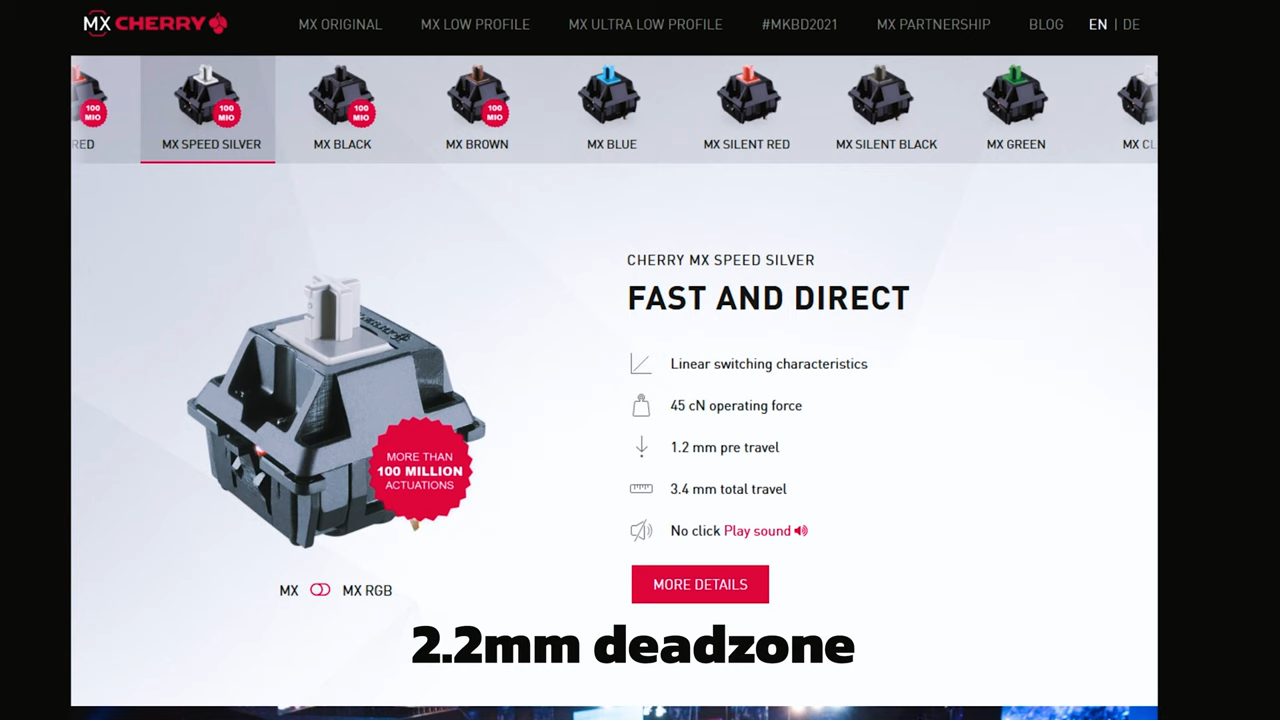 MX CHERRY
MX ORIGINAL
MX LOW PROFILE
MX ULTRA LOW PROFILE
#MKBD2021
MX PARTNERSHIP
BLOG
EN | DE
100
MIO
100
MIO
100
MIO
100
MIO
RED
MX SPEED SILVER
MX BLACK
MX BROWN
MX BLUE
MX SILENT RED
MX SILENT BLACK
MX GREEN
MX CL
CHERRY MX SPEED SILVER
FAST AND DIRECT
Linear switching characteristics
45 cN operating force
1.2 mm pre travel
3.4 mm total travel
No click Play sound
MORE THAN
100 MILLION
ACTUATIONS
MX
MX RGB
MORE DETAILS
2.2mm deadzone